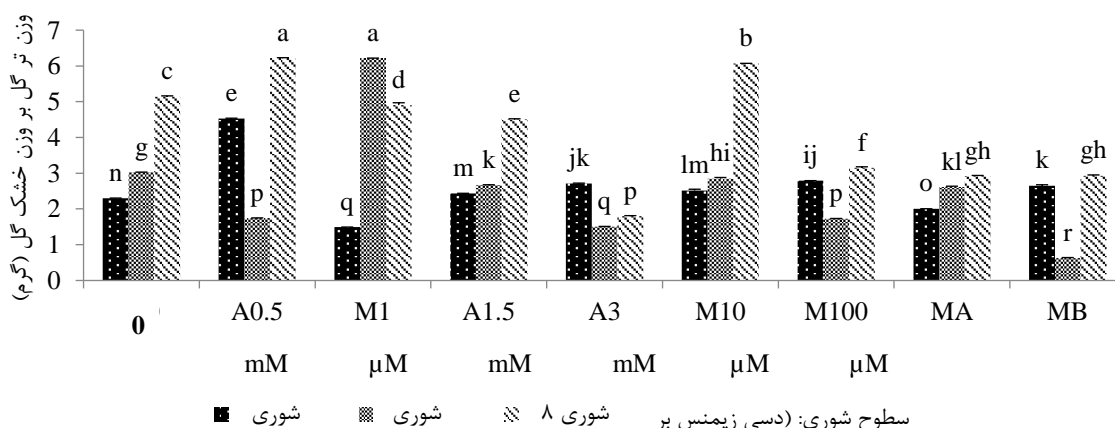 وزن تر گل بر وزن خشک گل (گرم)
7
6
5
4
3
2
1
0
n g c
e p a
q a d
m k e
jk q p
lm hi b
ij p f
o kl gh
k r gh
0 A0.5 M1 A1.5 A3 M10 M100 MA MB
mM µM mM mM µM µM
سطوح شوری: (دسی زیمنس بر
شوری شوری شوری ۸